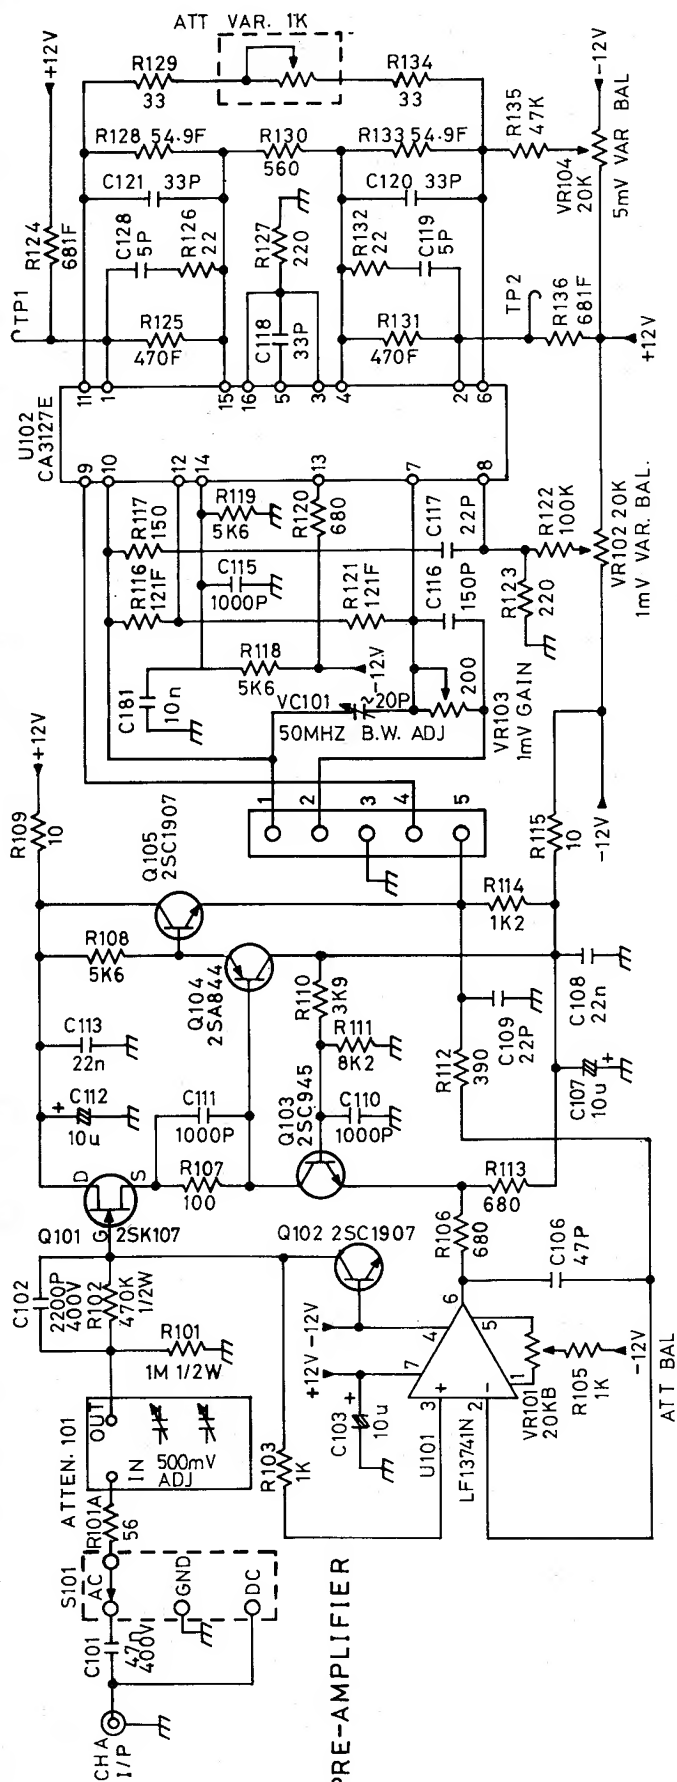 ATT VAR. 1K
+12V
R129
33
R134
33
-12V
R128 54.9F
R130
560
R133 54.9F
R135
47K
5mV VAR BAL
VR104
20K
C121 33P
C120 33P
R124
681F
C128
5P
R126
22
R127
220
R132
22
C119
5P
TP1
R125
470F
C118
33P
R131
470F
TP2
R136
681F
+12V
11
1
15
16
5
3
4
2
6
U102
CA3127E
9
10
12
14
13
7
8
R117
150
R119
5K6
R120
680
C117
22P
R122
100K
VR102 20K
1mV VAR. BAL.
R116
121F
C115
1000P
R121
121F
C116
150P
R123
220
R118
5K6
-12V
C181
10n
VC101
~20P
50MHZ B.W. ADJ
200
VR103
1mV GAIN
+12V
R109
10
1
2
3
4
5
R115
10
-12V
Q105
2SC1907
R114
1K2
R108
5K6
Q104
2SA844
R110
3K9
C108
22n
C113
22n
R111
8K2
C109
22P
C112
+
10u
C111
1000P
Q103
2SC945
C110
1000P
R112
390
C107
10u
+
D
S
G
Q101
2SK107
R107
100
R113
680
Q102 2SC1907
R106
680
C106
47P
C102
2200P
400V
R102
470K
1/2W
-12V
+12V
6
4
5
7
1
3
+
2
-
R101
1M 1/2W
C103
+
10u
U101
LF13741N
VR101
20KB
R105
1K
-12V
ATT BAL
ATTEN. 101
OUT
IN
500mV
ADJ
R103
1K
R101A
56
S101
AC
GND
DC
C101
47n
400V
CHA
I/P
PRE-AMPLIFIER